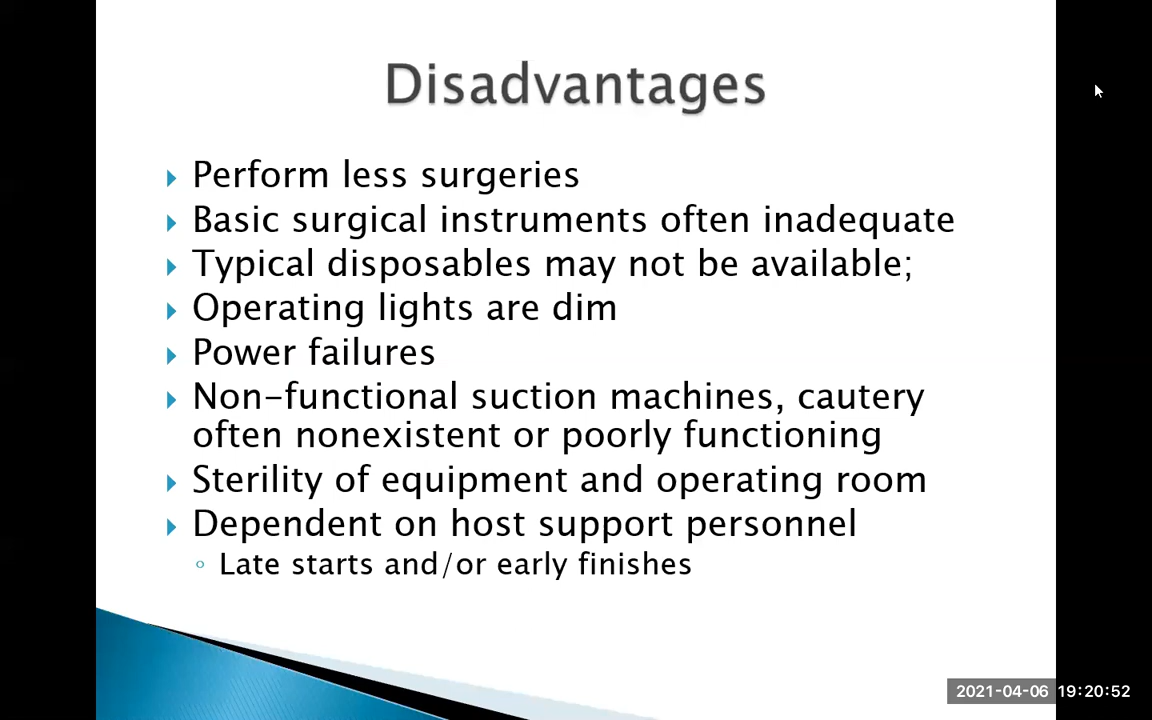 Disadvantages
Perform less surgeries
Basic surgical instruments often inadequate
Typical disposables may not be available;
Operating lights are dim
Power failures
Non-functional suction machines, cautery
often nonexistent or poorly functioning
Sterility of equipment and operating room
Dependent on host support personnel
Late starts and/or early finishes
2021-04-06 19:20:52